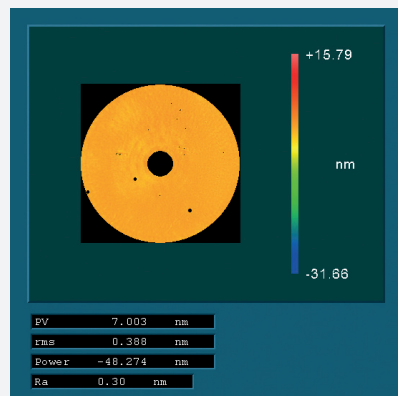 +15.79
nm
-31.66
PV 7.003 nm
rms 0.388 nm
Power -48.274 nm
Ra 0.30 nm